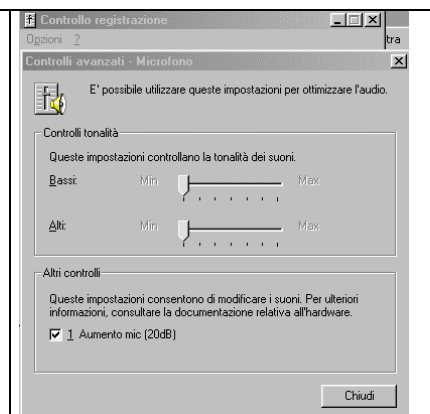 Controllo registrazione
Opzioni ?
tra
Controlli avanzati - Microfono
E' possibile utilizzare queste impostazioni per ottimizzare l'audio.
Controlli tonalità
Queste impostazioni controllano la tonalità dei suoni.
Bassi: Min Max
Alti: Min Max
Altri controlli
Queste impostazioni consentono di modificare i suoni. Per ulteriori
informazioni, consultare la documentazione relativa all'hardware.
1 Aumento mic (20dB)
Chiudi